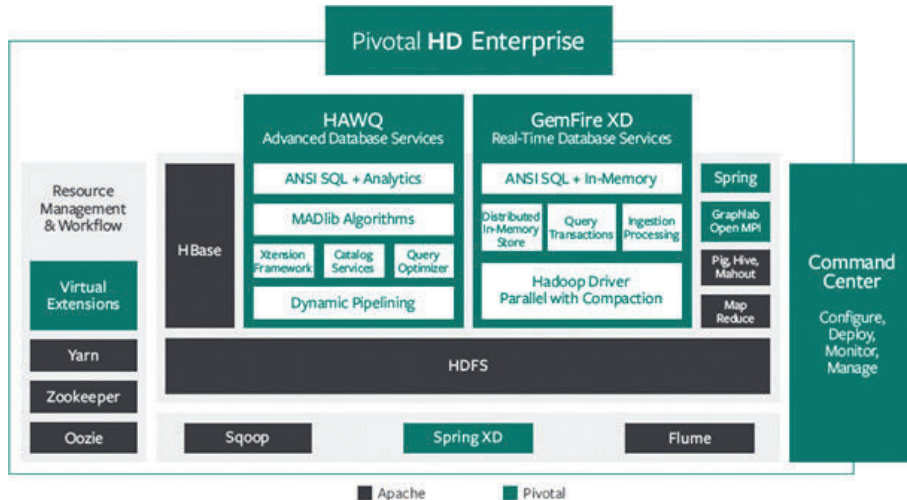 Pivotal HD Enterprise
HAWQ
Advanced Database Services
GemFire XD
Real-Time Database Services
Resource
Management
& Workflow
Virtual
Extensions
Yarn
Zookeeper
Oozie
HBase
ANSI SQL + Analytics
MADlib Algorithms
Xtension
Framework
Catalog
Services
Query
Optimizer
Dynamic Pipelining
ANSI SQL + In-Memory
Distributed
In-Memory
Store
Query
Transactions
Ingestion
Processing
Hadoop Driver
Parallel with Compaction
Spring
Graphlab
Open MPI
Pig, Hive,
Mahout
Map
Reduce
HDFS
Sqoop
Spring XD
Flume
Command
Center
Configure,
Deploy,
Monitor,
Manage
Apache
Pivotal